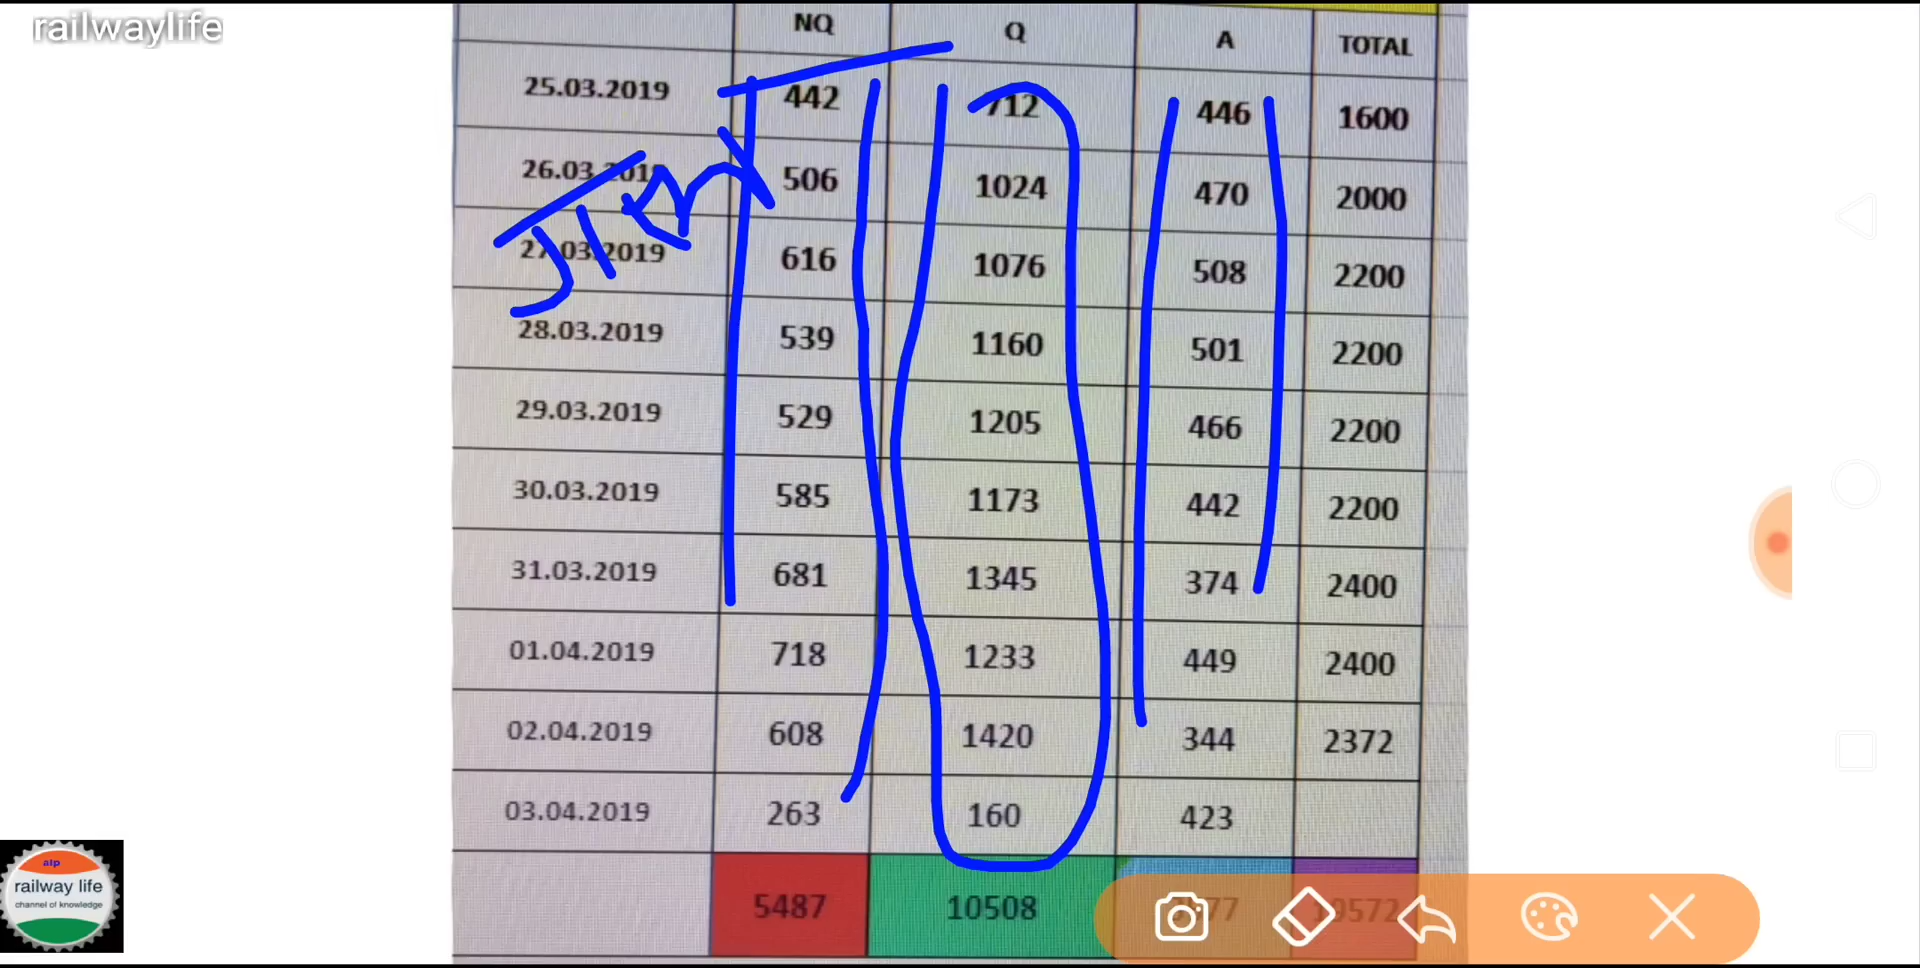 railwaylife
NQ Q A TOTAL
25.03.2019 442 712 446 1600
26.03.2019 506 1024 470 2000
27.03.2019 616 1076 508 2200
28.03.2019 539 1160 501 2200
29.03.2019 529 1205 466 2200
30.03.2019 585 1173 442 2200
31.03.2019 681 1345 374 2400
01.04.2019 718 1233 449 2400
02.04.2019 608 1420 344 2372
03.04.2019 263 160 423
5487 10508
alp
railway life
channel of knowledge